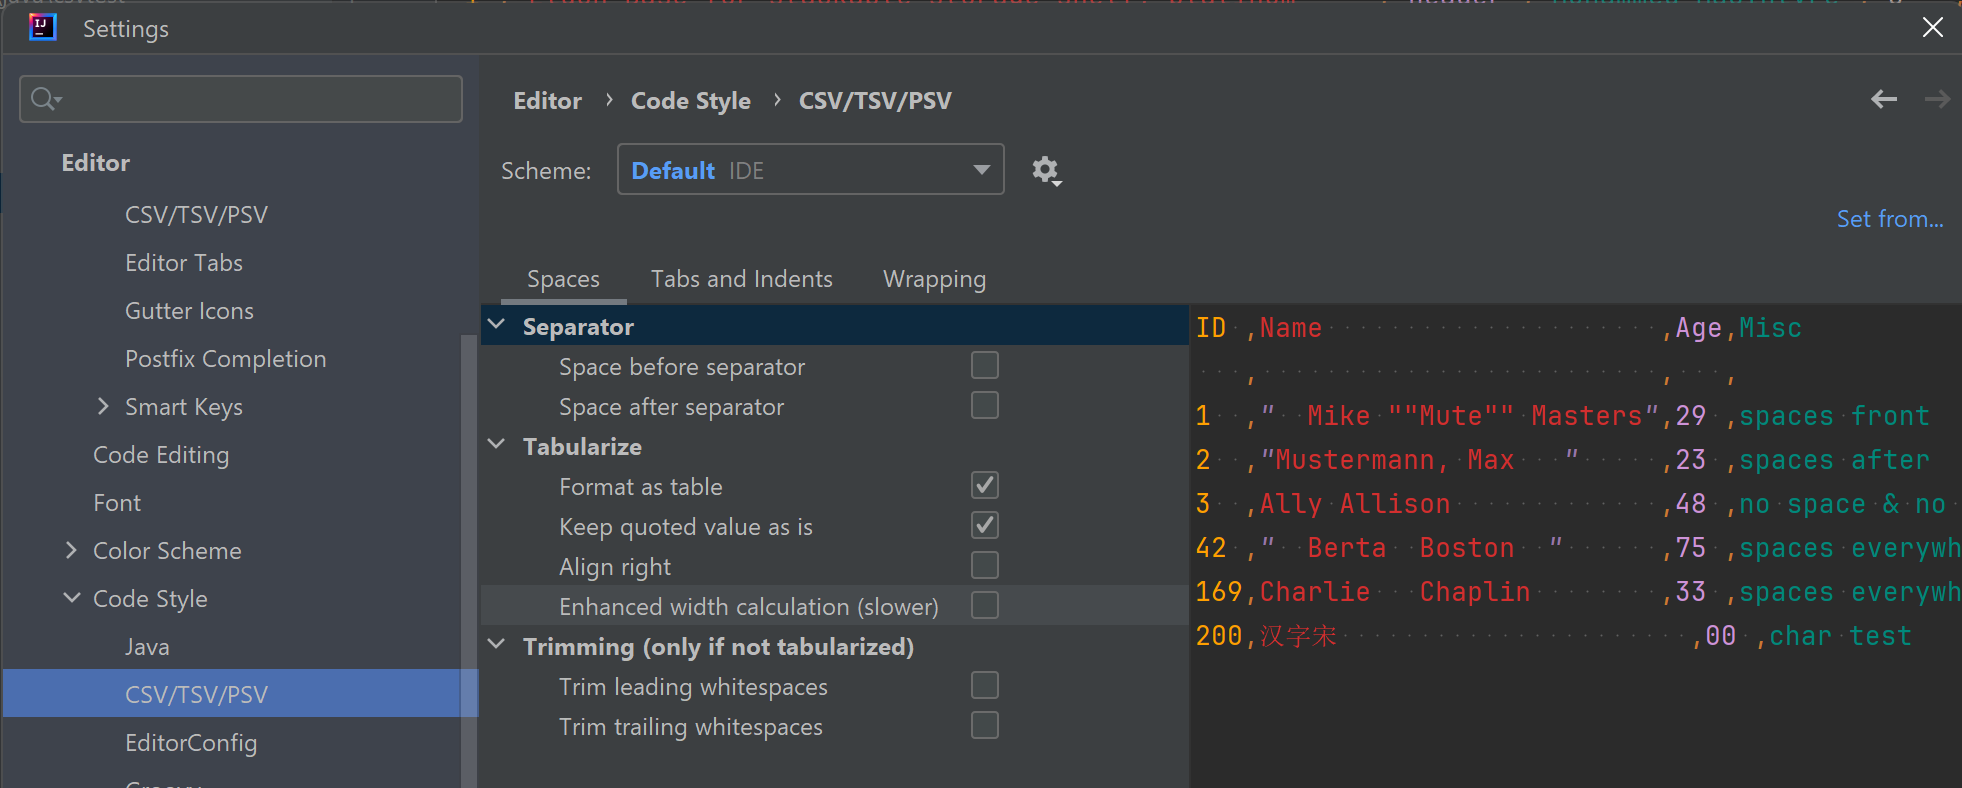 Settings
Editor › Code Style › CSV/TSV/PSV
Scheme: Default IDE
Set from...
Editor
CSV/TSV/PSV
Editor Tabs
Gutter Icons
Postfix Completion
Smart Keys
Code Editing
Font
Color Scheme
Code Style
Java
CSV/TSV/PSV
EditorConfig
Spaces Tabs and Indents Wrapping
Separator
Space before separator
Space after separator
Tabularize
Format as table
Keep quoted value as is
Align right
Enhanced width calculation (slower)
Trimming (only if not tabularized)
Trim leading whitespaces
Trim trailing whitespaces
ID ,Name ,Age,Misc
, , ,
1 ,"  Mike ""Mute"" Masters",29 ,spaces front
2 ,"Mustermann, Max   " ,23 ,spaces after
3 ,Ally Allison ,48 ,no space & no
42 ,"  Berta  Boston  " ,75 ,spaces everywh
169,Charlie   Chaplin ,33 ,spaces everywh
200,汉字宋 ,00 ,char test